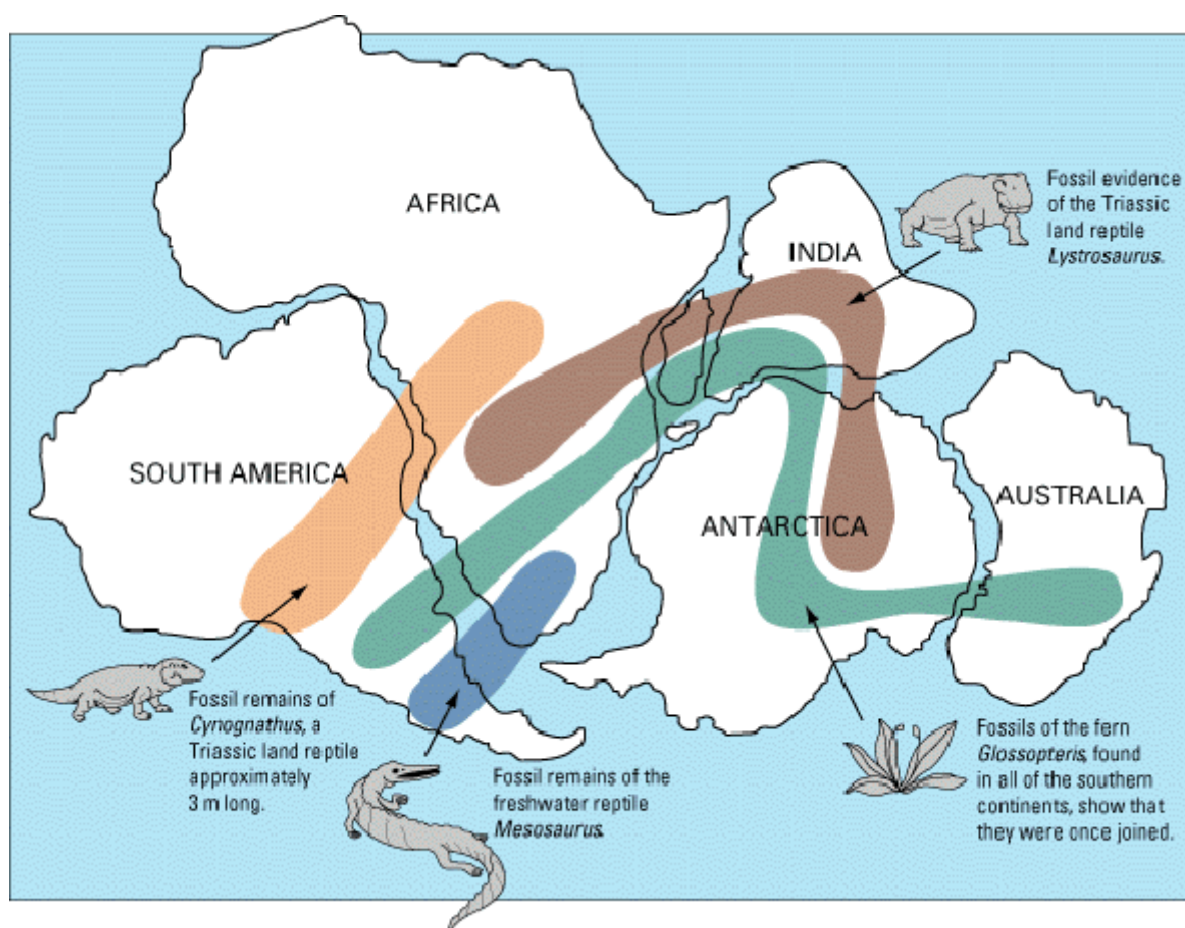 AFRICA
INDIA
Fossil evidence
of the Triassic
land reptile
Lystrosaurus.
SOUTH AMERICA
ANTARCTICA
AUSTRALIA
Fossil remains of
Cynognathus, a
Triassic land reptile
approximately
3 m long.
Fossil remains of the
freshwater reptile
Mesosaurus.
Fossils of the fern
Glossopteris, found
in all of the southern
continents, show that
they were once joined.